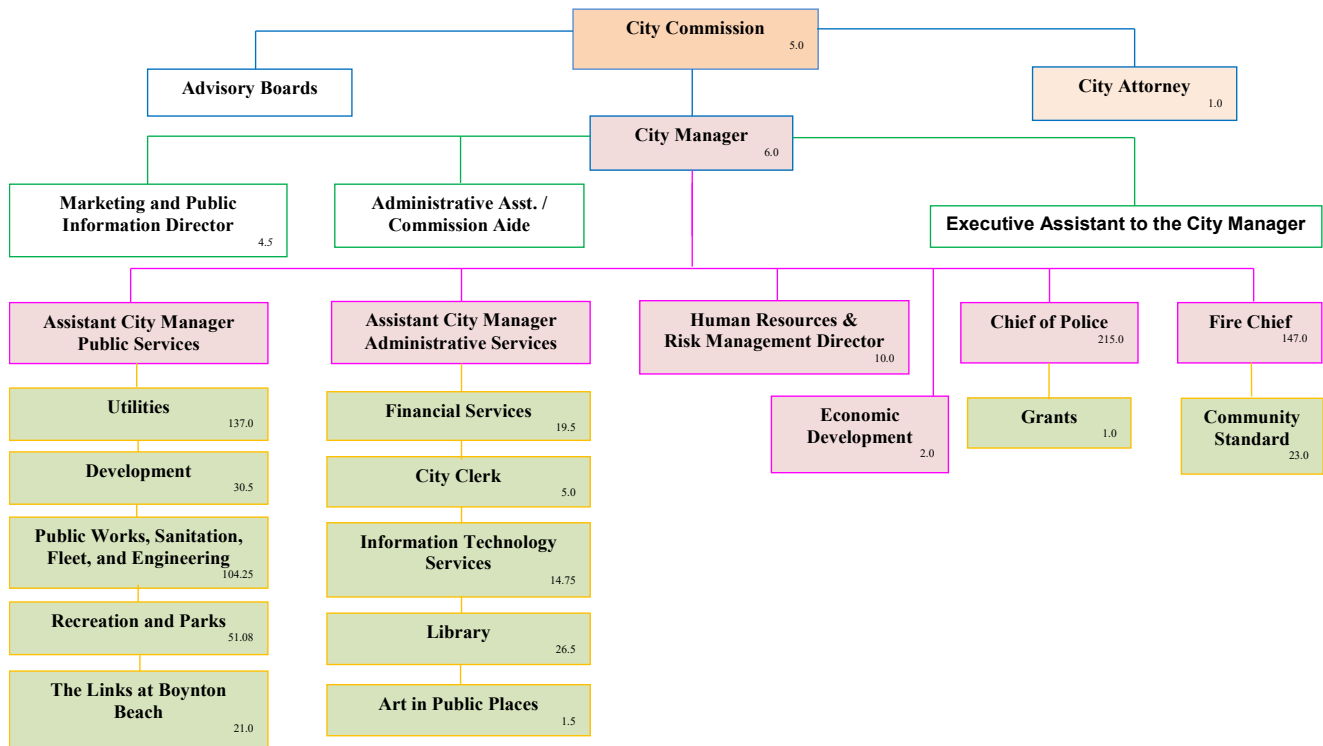 City Commission
5.0
Advisory Boards
City Attorney
1.0
City Manager
6.0
Marketing and Public
Information Director
4.5
Administrative Asst. /
Commission Aide
Executive Assistant to the City Manager
Assistant City Manager
Public Services
Assistant City Manager
Administrative Services
Human Resources &
Risk Management Director
10.0
Chief of Police
215.0
Fire Chief
147.0
Utilities
137.0
Financial Services
19.5
Economic
Development
2.0
Grants
1.0
Community
Standard
23.0
Development
30.5
City Clerk
5.0
Public Works, Sanitation,
Fleet, and Engineering
104.25
Information Technology
Services
14.75
Recreation and Parks
51.08
Library
26.5
The Links at Boynton
Beach
21.0
Art in Public Places
1.5